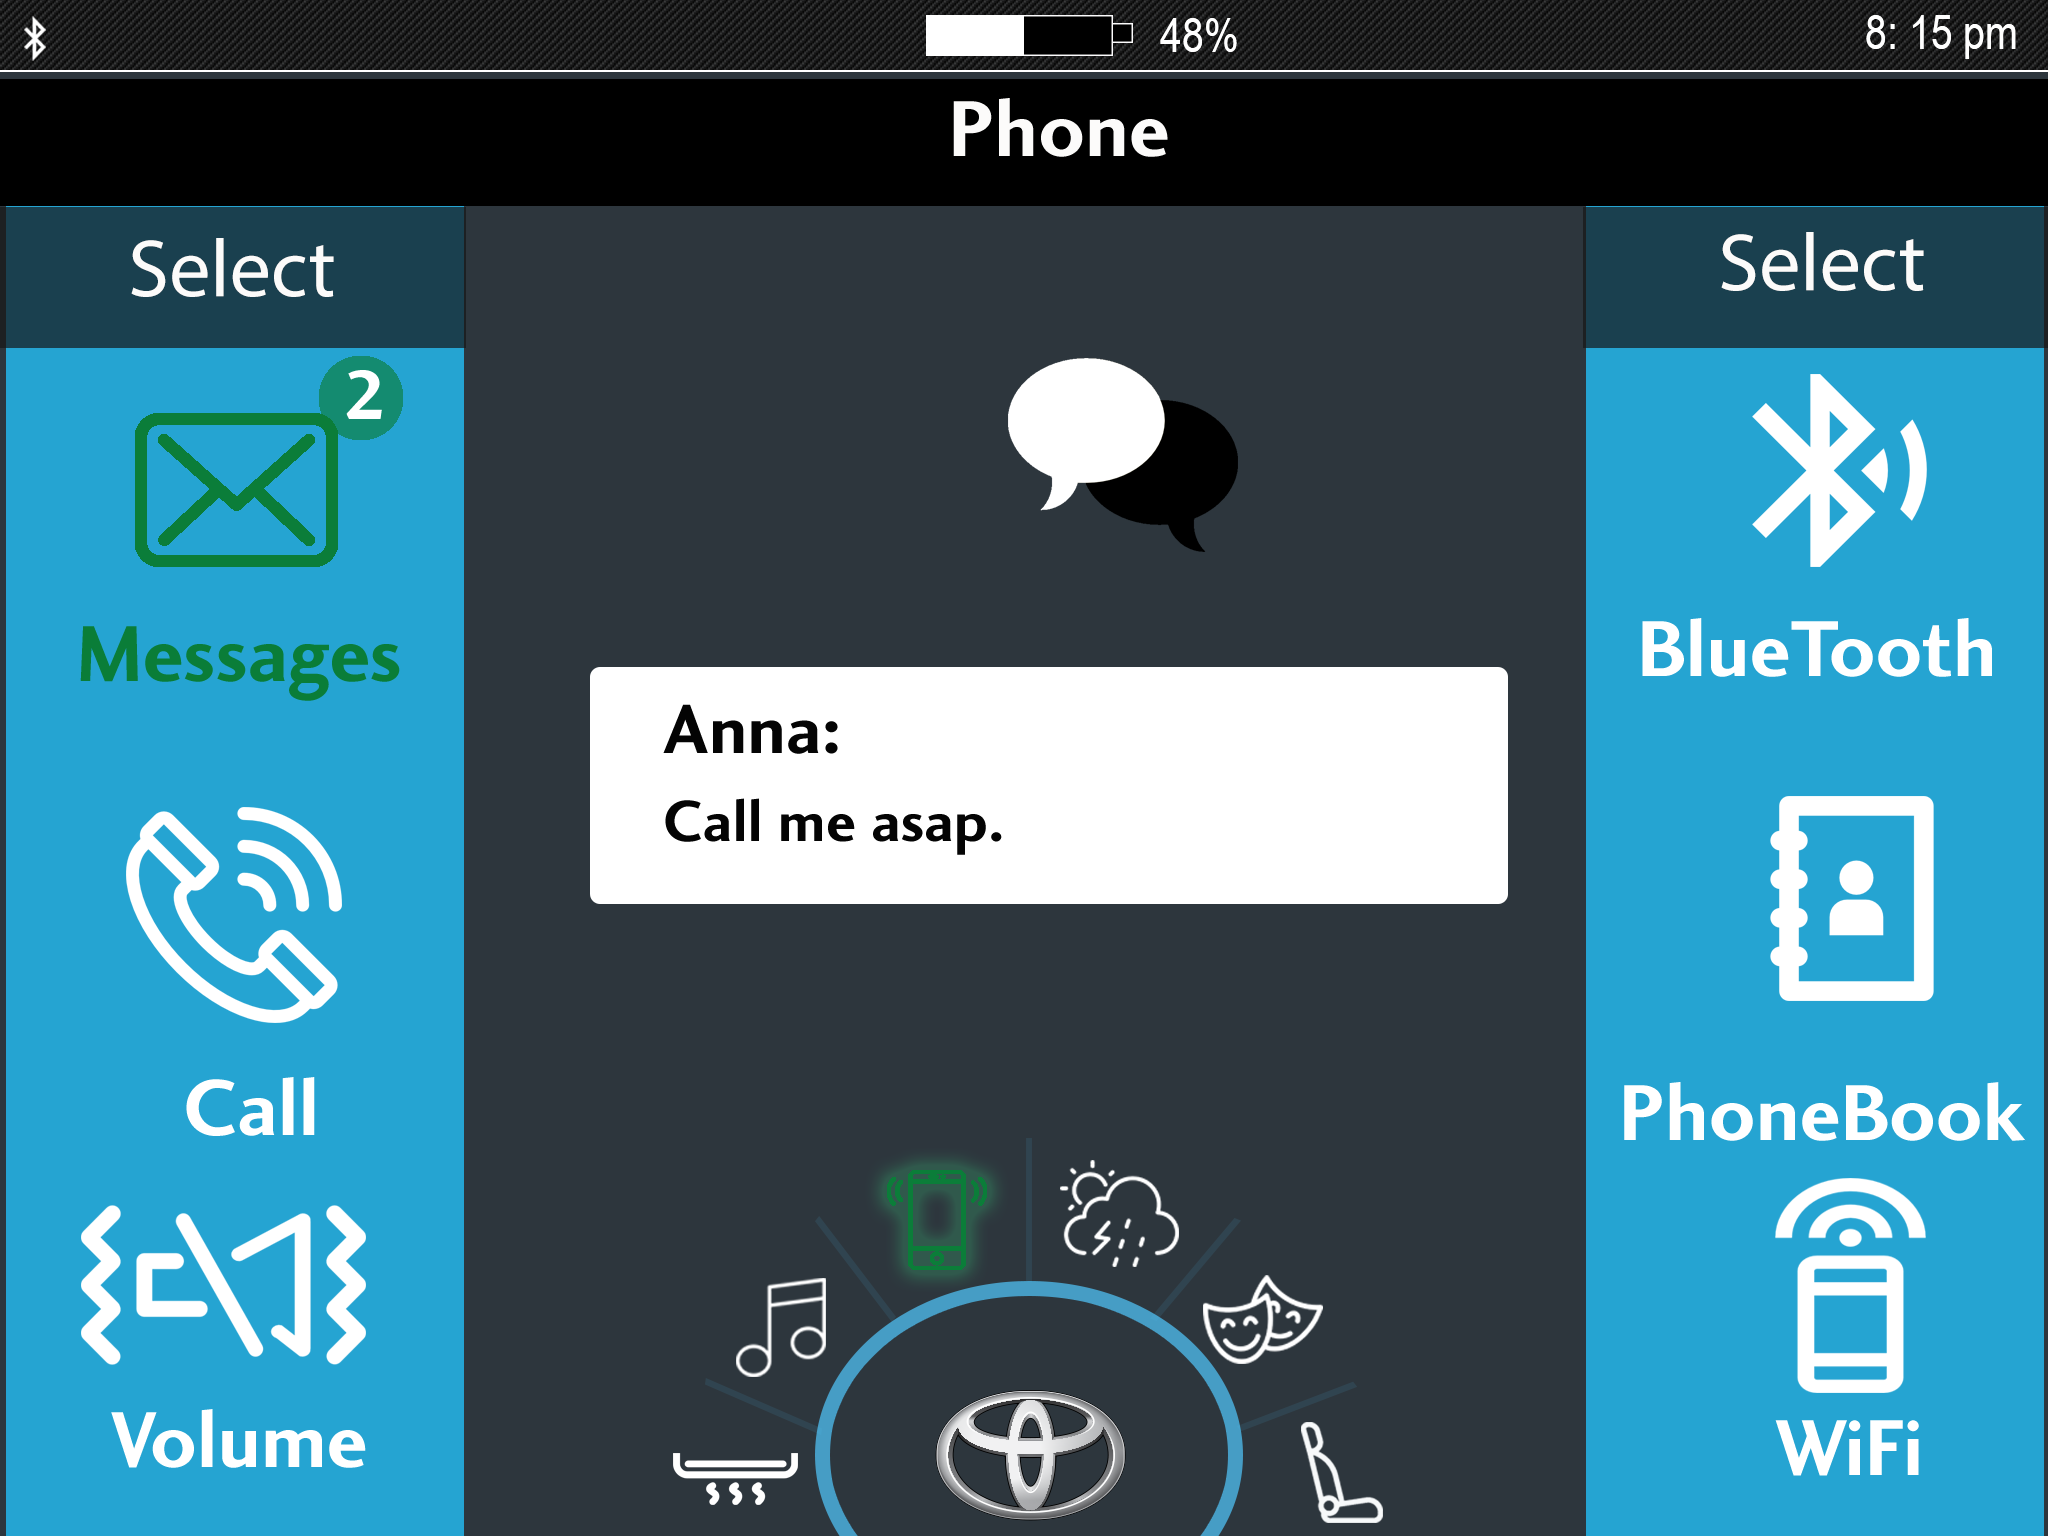 48%
8: 15 pm
Phone
Select
2
Messages
Call
Volume
Anna:
Call me asap.
Select
BlueTooth
PhoneBook
WiFi